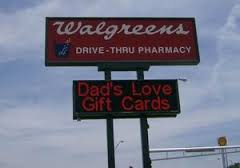 Walgreens
DRIVE-THRU PHARMACY
Dad's Love
Gift Cards